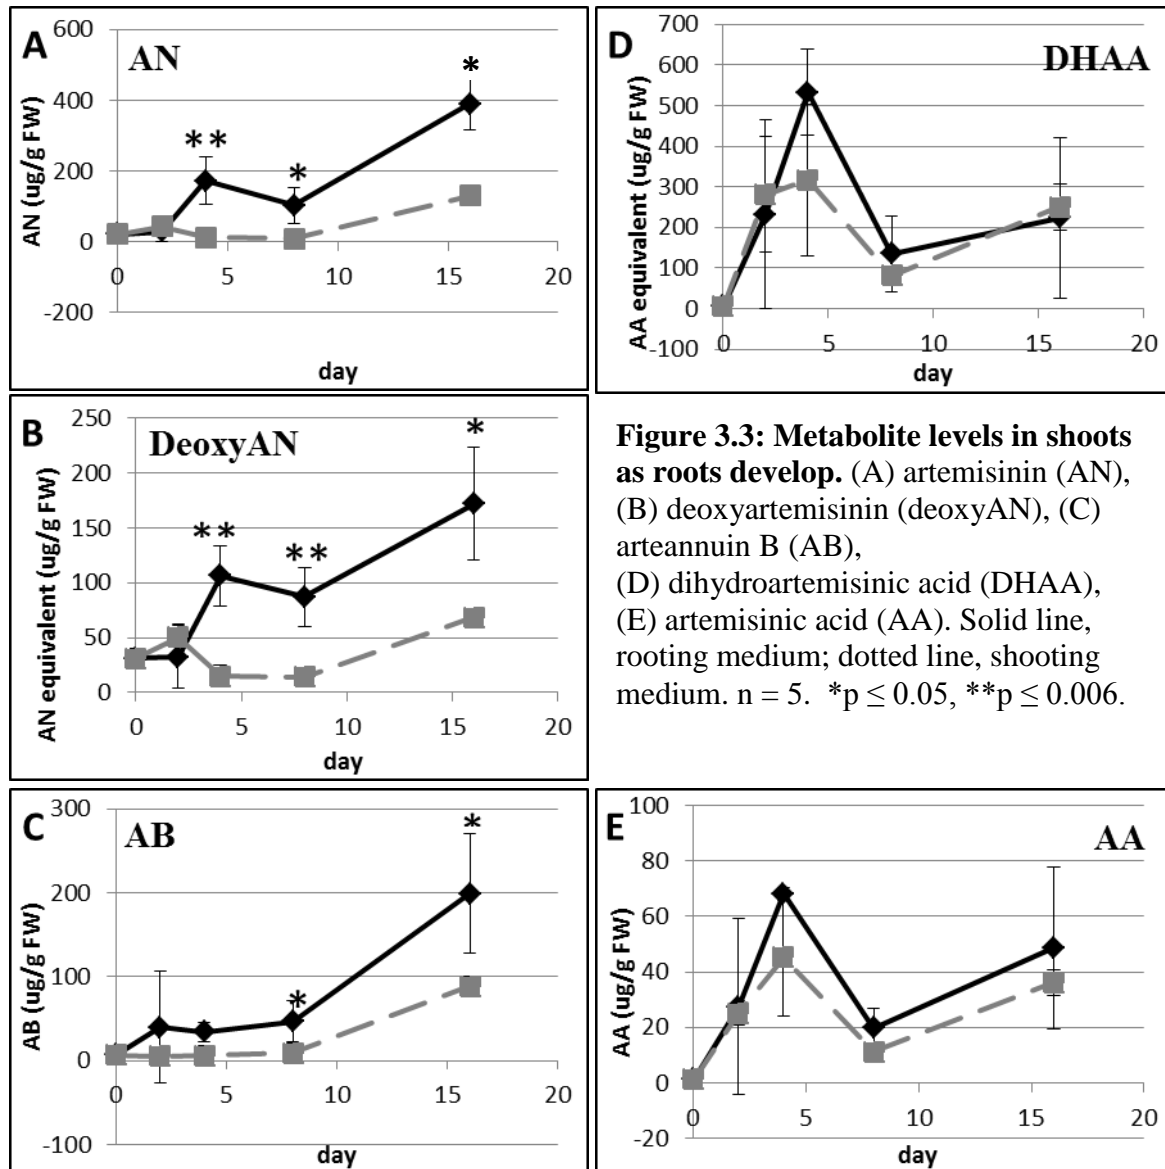 A
AN
AN (ug/g FW)
600
400
200
0
-200
**
*
*
0 5 10 15 20
day
D
DHAA
AA equivalent (ug/g FW)
700
600
500
400
300
200
100
0
-100
0 5 10 15 20
day
B
DeoxyAN
AN equivalent (ug/g FW)
250
200
150
100
50
0
**
**
*
0 5 10 15 20
day
Figure 3.3: Metabolite levels in shoots
as roots develop. (A) artemisinin (AN),
(B) deoxyartemisinin (deoxyAN), (C)
arteannuin B (AB),
(D) dihydroartemisinic acid (DHAA),
(E) artemisinic acid (AA). Solid line,
rooting medium; dotted line, shooting
medium. n = 5. *p ≤ 0.05, **p ≤ 0.006.
C
AB
AB (ug/g FW)
300
200
100
0
-100
*
*
0 5 10 15 20
day
E
AA
AA (ug/g FW)
100
80
60
40
20
0
-20
0 5 10 15 20
day